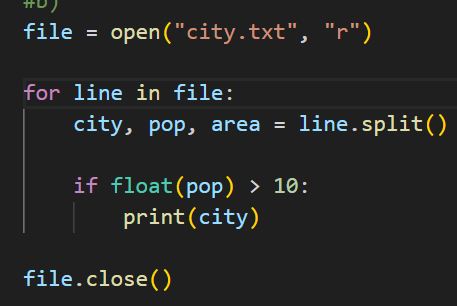 #b)
file = open("city.txt", "r")
for line in file:
city, pop, area = line.split()
if float(pop) > 10:
print(city)
file.close()